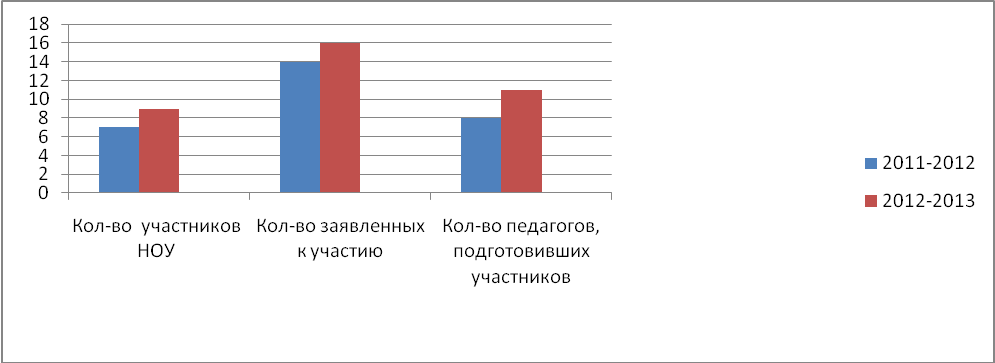 18
16
14
12
10
8
6
4
2
0
Кол-во  участников
НОУ
Кол-во заявленных
к участию
Кол-во педагогов,
подготовивших
участников
2011-2012
2012-2013